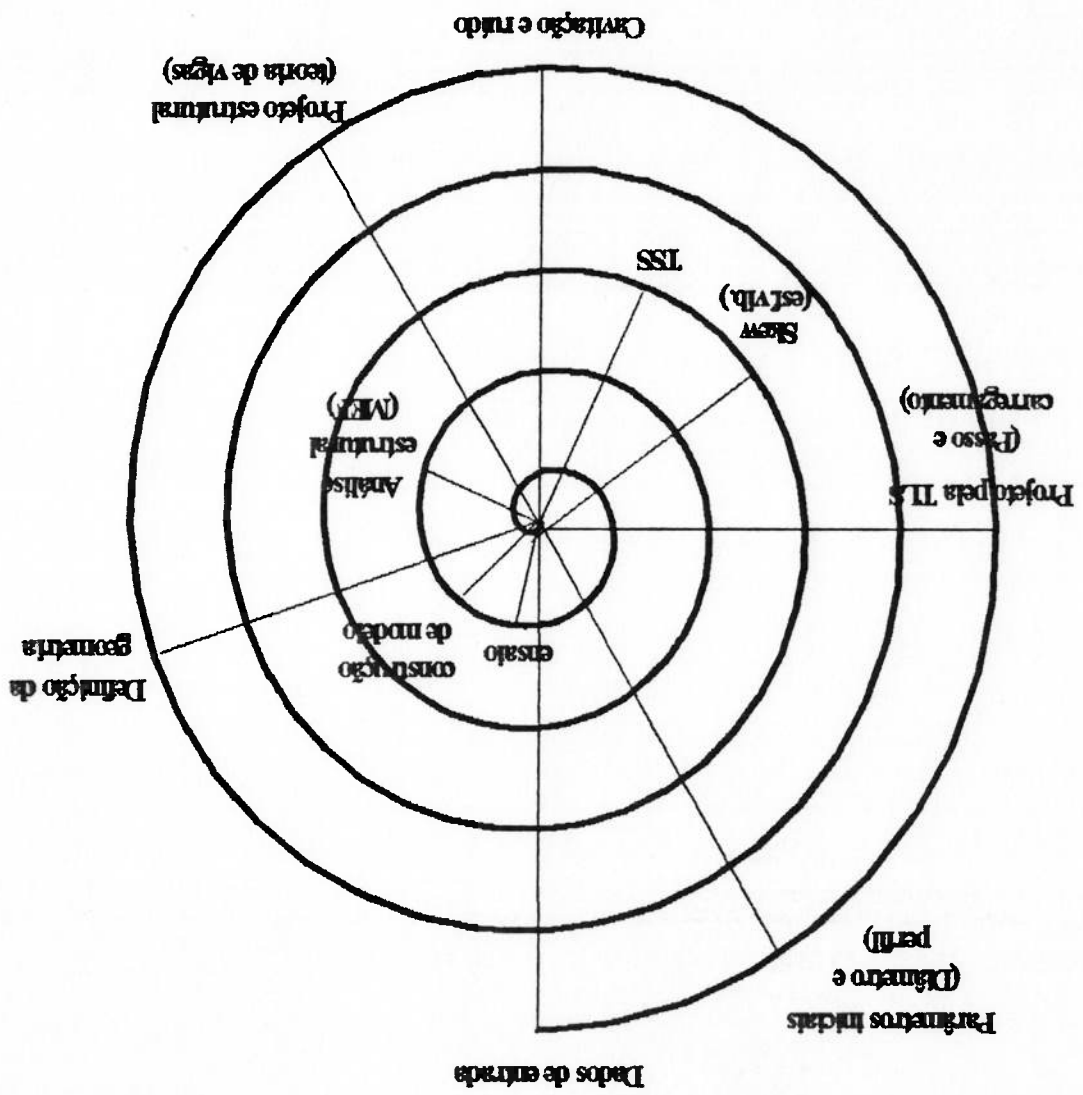 Dados de entrada
Parâmetros iniciais
(Diâmetro e
perfil)
Definição da
geometria
ensaio
construção
de modelo
Projeto pela TLS
(Passo e
carregamento)
Análise
estrutural
(MEF)
Skew
(esf.vib.)
TSS
Projeto estrutural
(teoria de vigas)
Cavitação e ruído